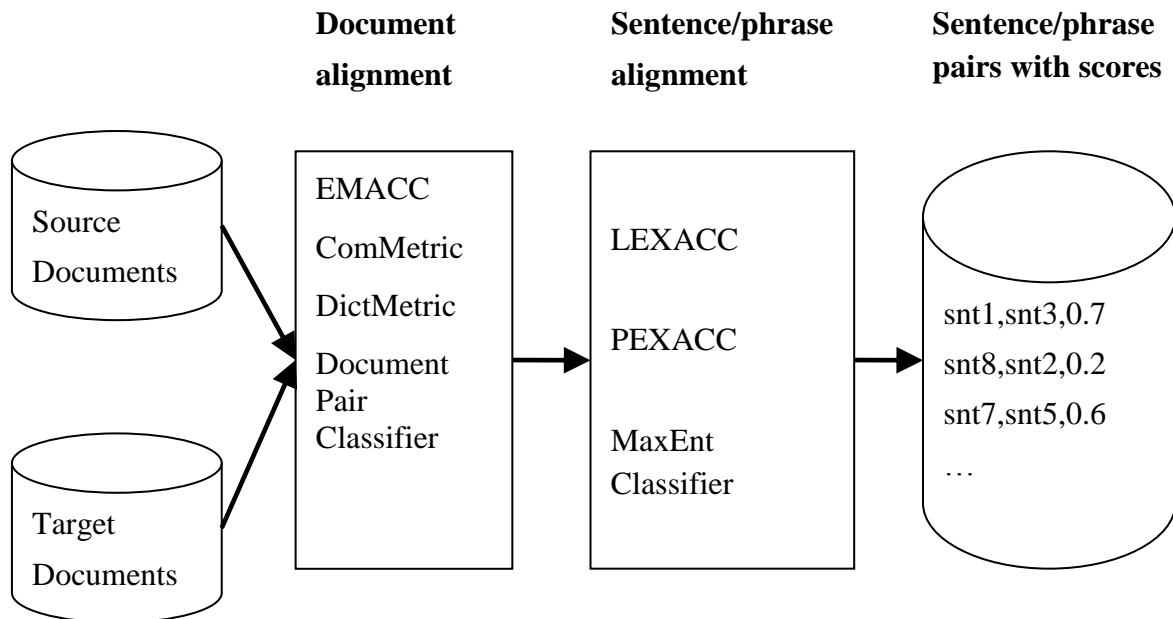 Document
alignment
Sentence/phrase
alignment
Sentence/phrase
pairs with scores
Source
Documents
Target
Documents
EMACC
ComMetric
DictMetric
Document
Pair
Classifier
LEXACC
PEXACC
MaxEnt
Classifier
snt1,snt3,0.7
snt8,snt2,0.2
snt7,snt5,0.6
…